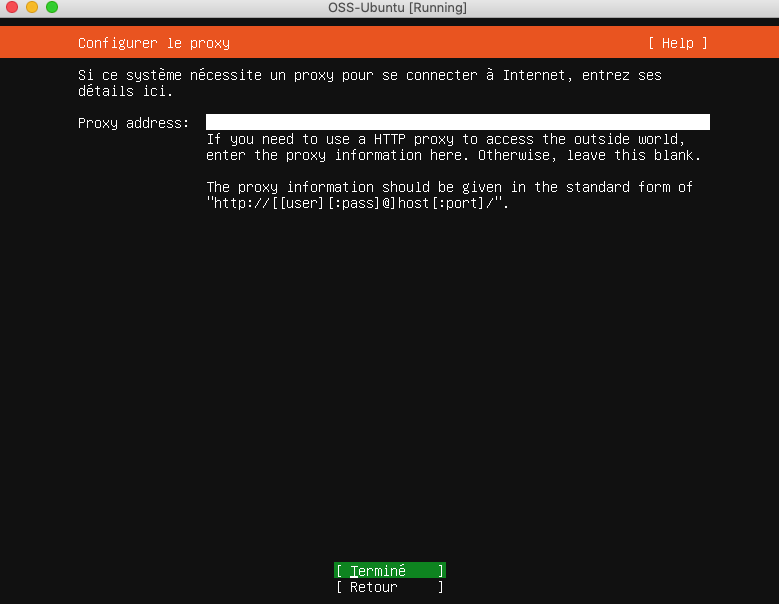 OSS-Ubuntu [Running]
Configurer le proxy [ Help ]
Si ce système nécessite un proxy pour se connecter à Internet, entrez ses
détails ici.
Proxy address:
If you need to use a HTTP proxy to access the outside world,
enter the proxy information here. Otherwise, leave this blank.
The proxy information should be given in the standard form of
"http://[[user][:pass]@]host[:port]/".
[ Terminé ]
[ Retour ]